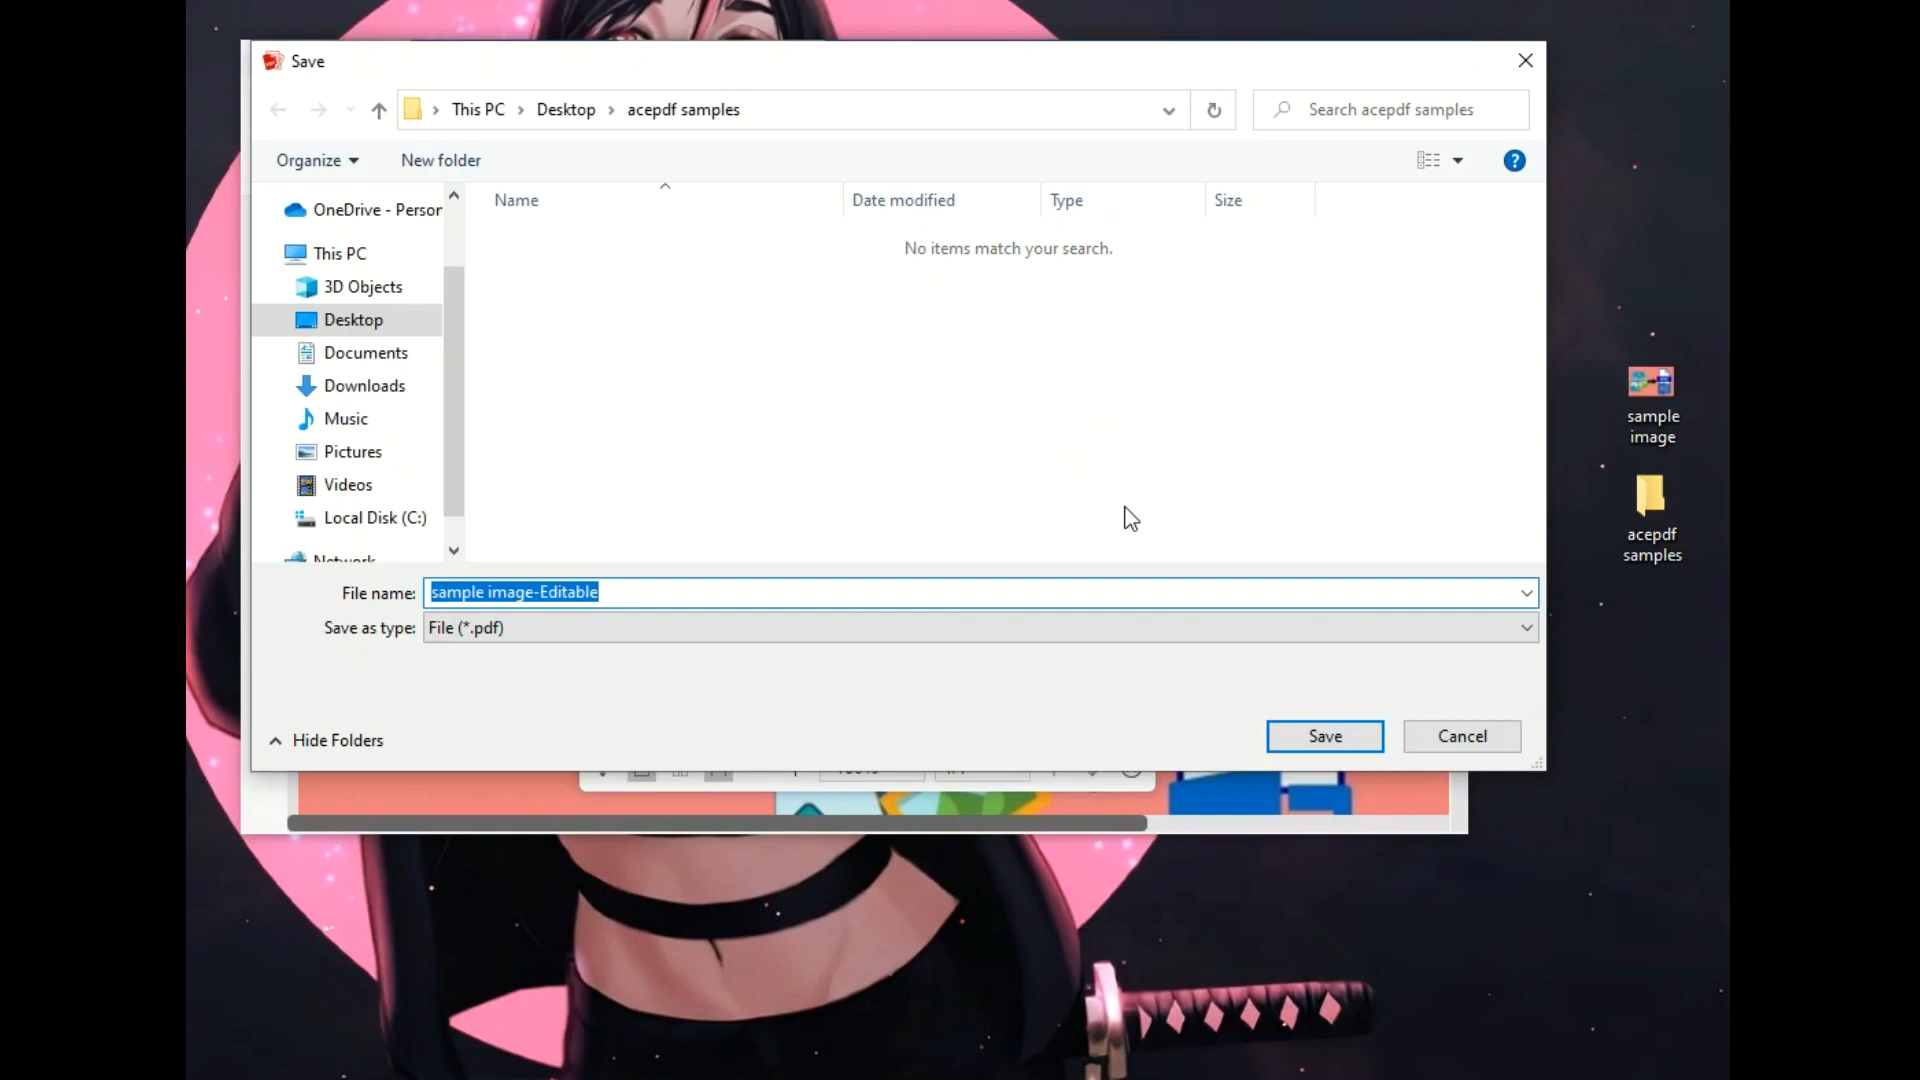 Save
This PC > Desktop > acepdf samples
Search acepdf samples
Organize
New folder
Name
Date modified
Type
Size
No items match your search.
OneDrive - Person
This PC
3D Objects
Desktop
Documents
Downloads
Music
Pictures
Videos
Local Disk (C:)
Network
File name: sample image-Editable
Save as type: File (*.pdf)
Hide Folders
Save
Cancel
sample
image
acepdf
samples